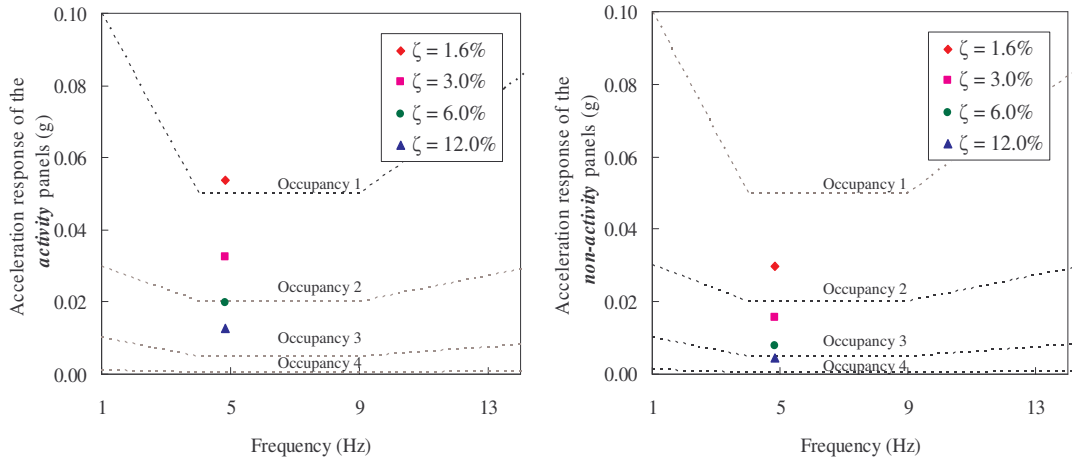 Acceleration response of the
activity panels (g)
0.10
0.08
0.06
0.04
0.02
0.00
ζ = 1.6%
ζ = 3.0%
ζ = 6.0%
ζ = 12.0%
Occupancy 1
Occupancy 2
Occupancy 3
Occupancy 4
1 5 9 13
Frequency (Hz)
Acceleration response of the
non-activity panels (g)
0.10
0.08
0.06
0.04
0.02
0.00
ζ = 1.6%
ζ = 3.0%
ζ = 6.0%
ζ = 12.0%
Occupancy 1
Occupancy 2
Occupancy 3
Occupancy 4
1 5 9 13
Frequency (Hz)